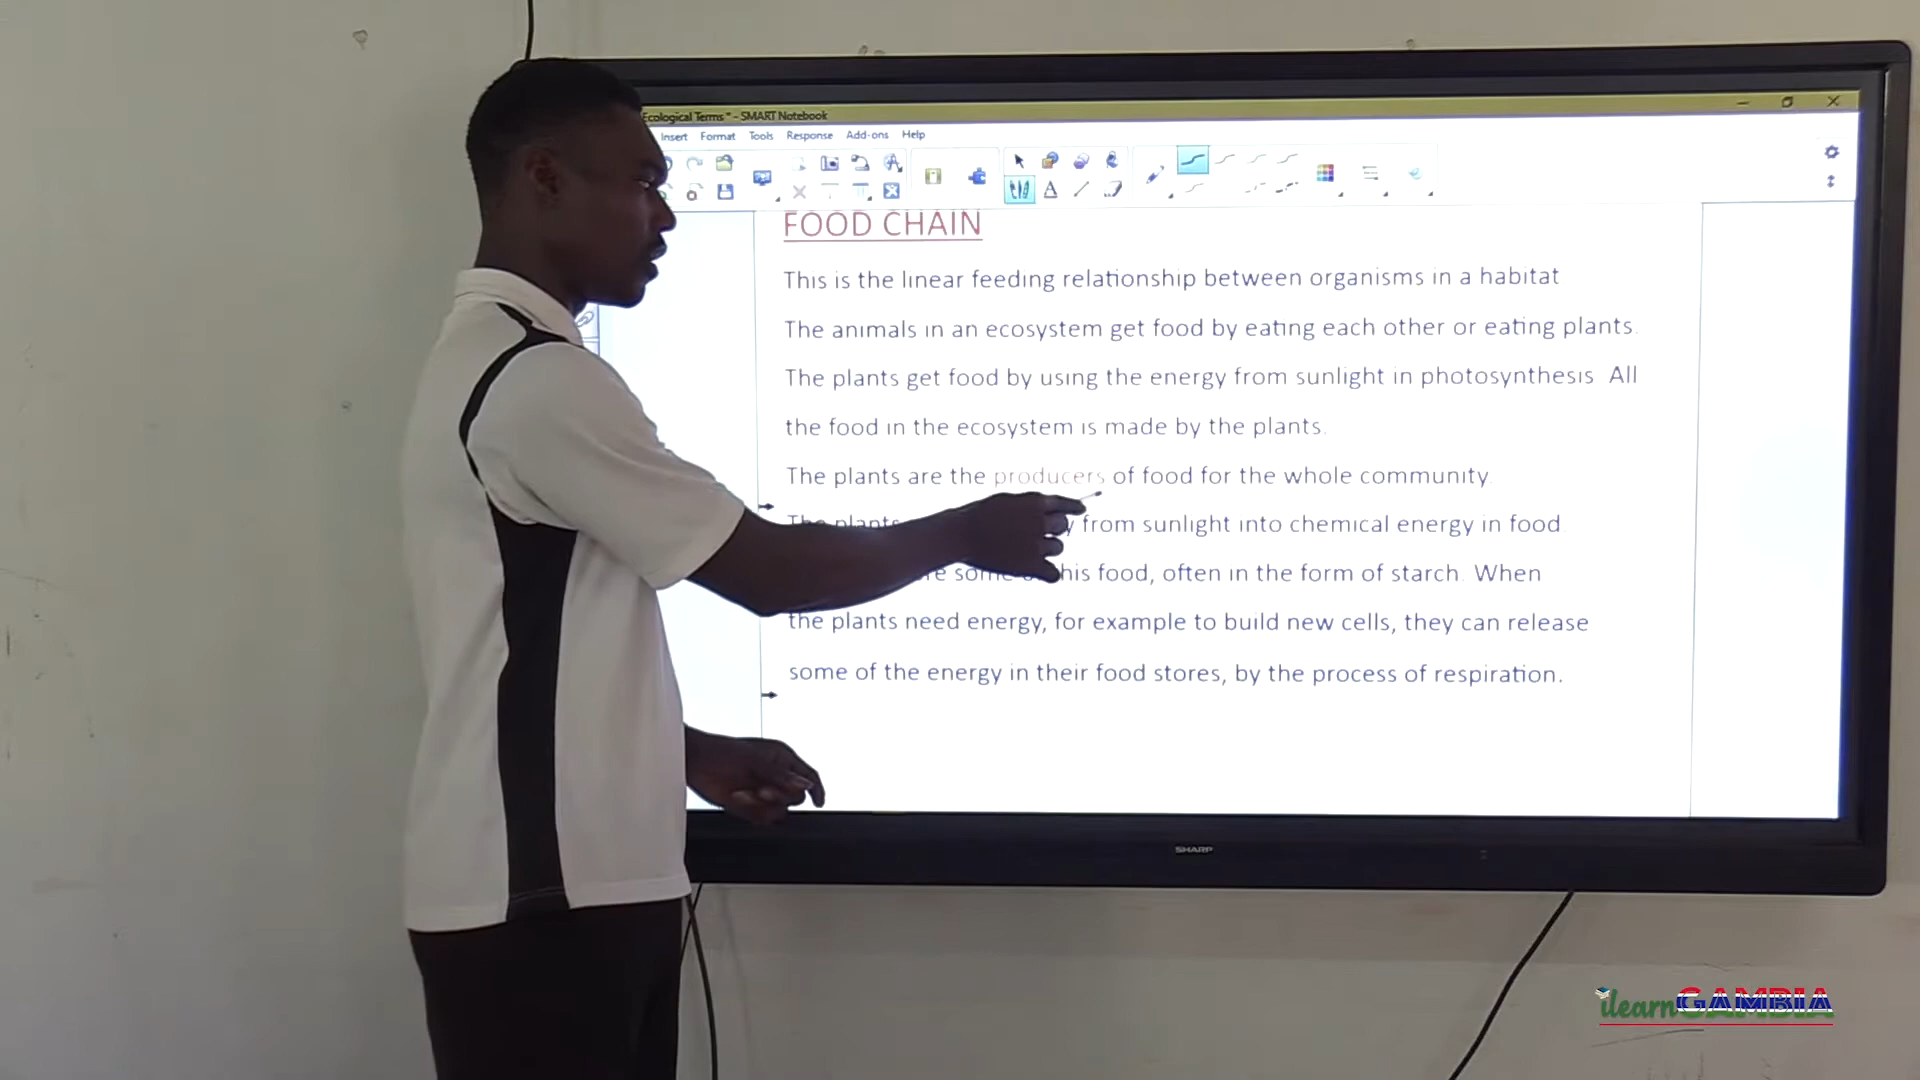 Ecological Terms * - SMART Notebook
Insert Format Tools Response Add-ons Help
FOOD CHAIN
This is the linear feeding relationship between organisms in a habitat
The animals in an ecosystem get food by eating each other or eating plants.
The plants get food by using the energy from sunlight in photosynthesis All
the food in the ecosystem is made by the plants.
The plants are the producers of food for the whole community.
The plants from sunlight into chemical energy in food
his food, often in the form of starch. When
the plants need energy, for example to build new cells, they can release
some of the energy in their food stores, by the process of respiration.
SHARP
ilearnGAMBIA